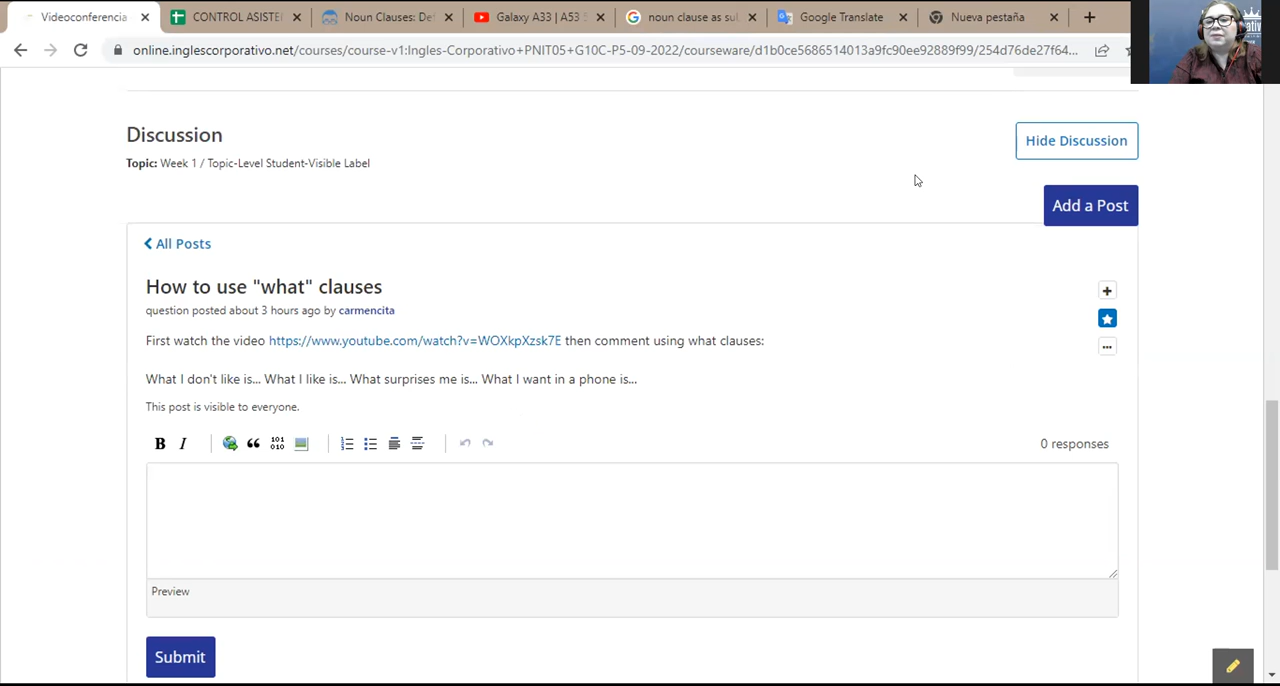 Videoconferencia
CONTROL ASISTE
Noun Clauses: De
Galaxy A33 | A53
noun clause as su
Google Translate
Nueva pestaña
online.inglescorporativo.net/courses/course-v1:Ingles-Corporativo+PNIT05+G10C-P5-09-2022/courseware/d1b0ce5686514013a9fc90ee92889f99/254d76de27f64...
Discussion
Hide Discussion
Topic: Week 1 / Topic-Level Student-Visible Label
Add a Post
All Posts
How to use "what" clauses
question posted about 3 hours ago by carmencita
First watch the video https://www.youtube.com/watch?v=WOXkpXzsk7E then comment using what clauses:
What I don't like is... What I like is... What surprises me is... What I want in a phone is...
This post is visible to everyone.
B I 101 010
0 responses
Preview
Submit